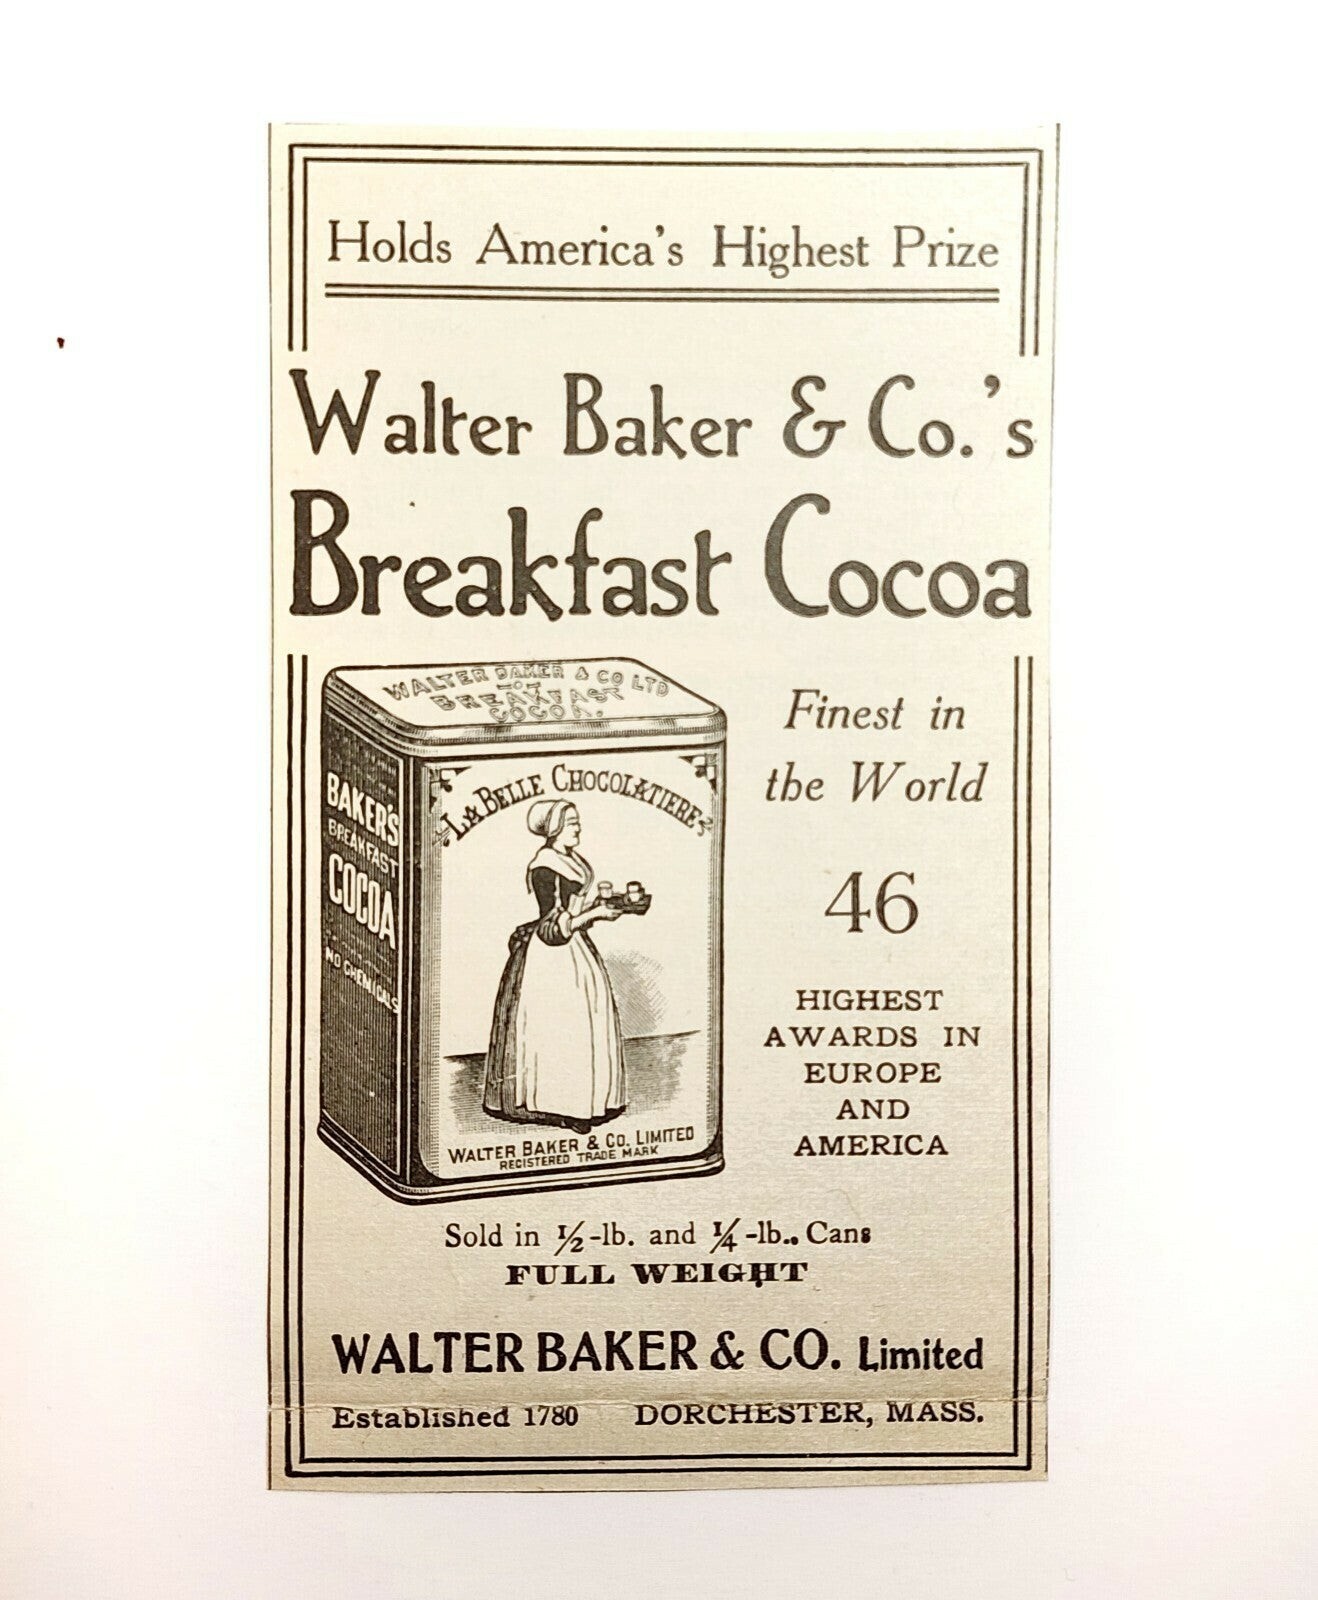 Holds America's Highest Prize
Walter Baker & Co.'s
Breakfast Cocoa
WALTER BAKER & CO LTD
BREAKFAST
COCOA.
BAKER'S
BREAKFAST
COCOA
NO CHEMICALS
LA BELLE CHOCOLATIERE
WALTER BAKER & CO. LIMITED
REGISTERED TRADE MARK
Finest in
the World
46
HIGHEST
AWARDS IN
EUROPE
AND
AMERICA
Sold in ½-lb. and ¼-lb.. Cans
FULL WEIGHT
WALTER BAKER & CO. Limited
Established 1780 DORCHESTER, MASS.